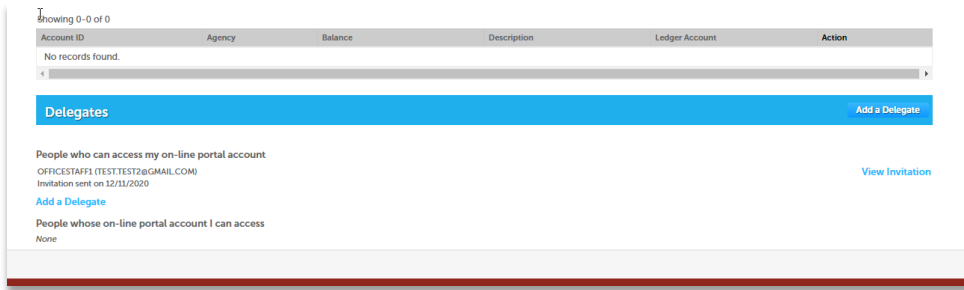 Showing 0-0 of 0
Account ID Agency Balance Description Ledger Account Action
No records found.
Delegates Add a Delegate
People who can access my on-line portal account
OFFICESTAFF1 (TEST.TEST2@GMAIL.COM) View Invitation
Invitation sent on 12/11/2020
Add a Delegate
People whose on-line portal account I can access
None